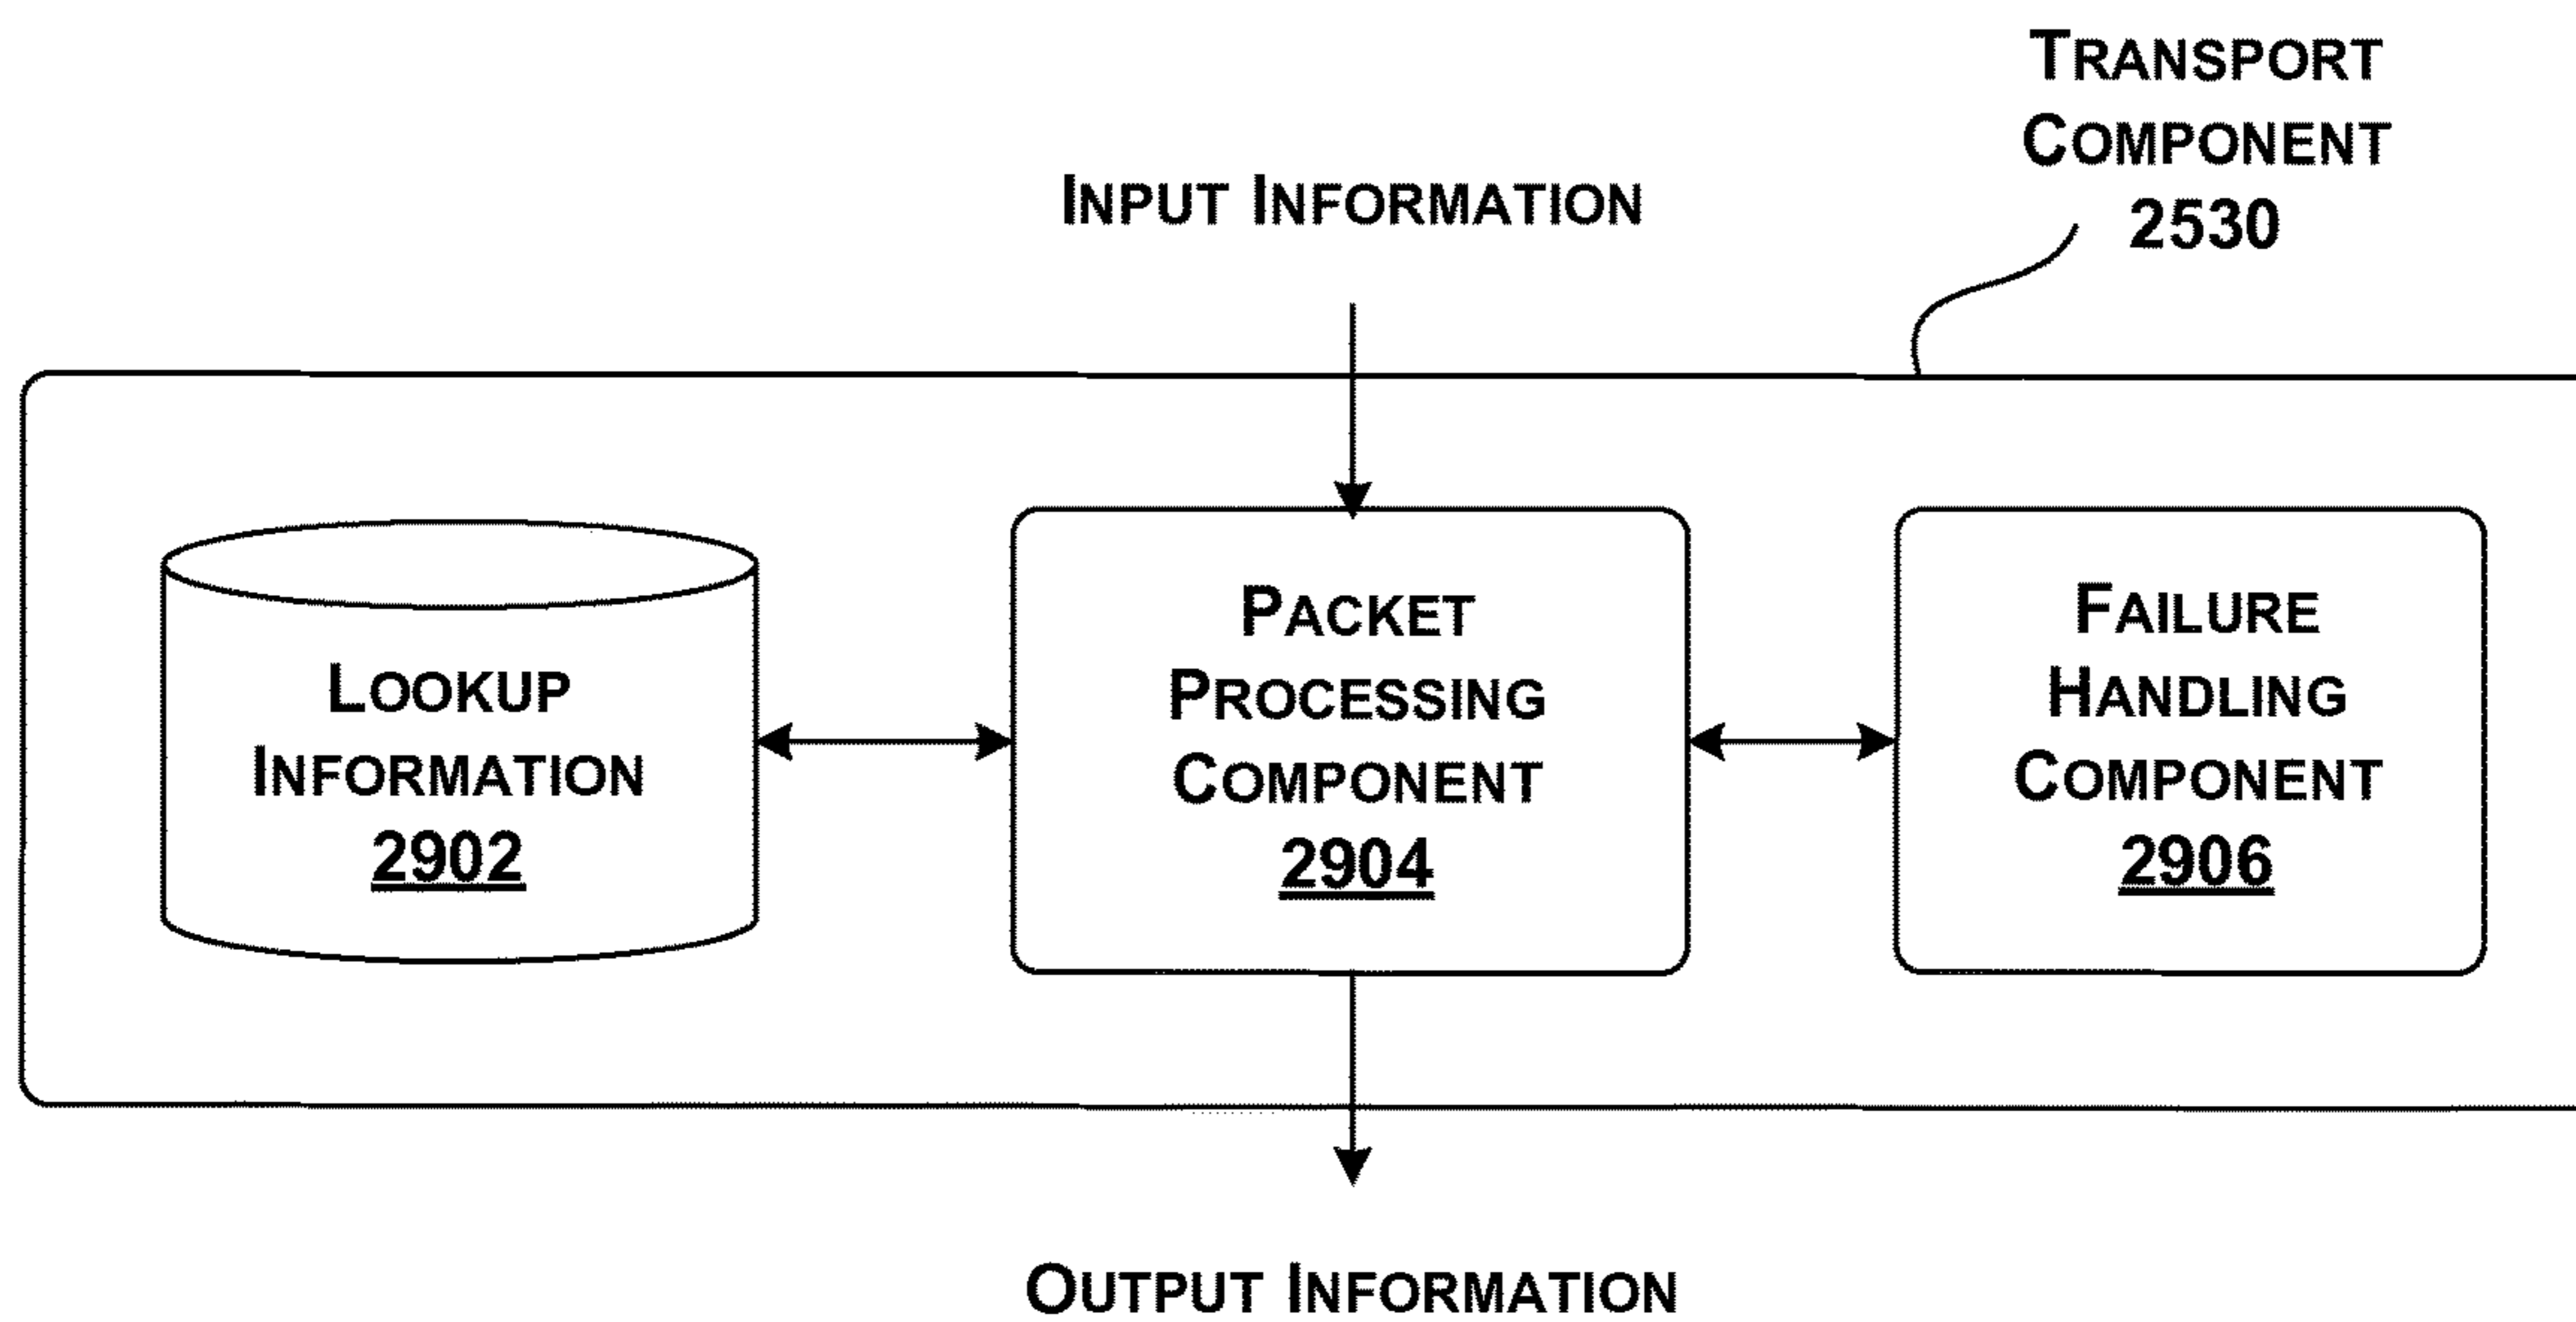 TRANSPORT
COMPONENT
2530
INPUT INFORMATION
LOOKUP
INFORMATION
2902
PACKET
PROCESSING
COMPONENT
2904
FAILURE
HANDLING
COMPONENT
2906
OUTPUT INFORMATION